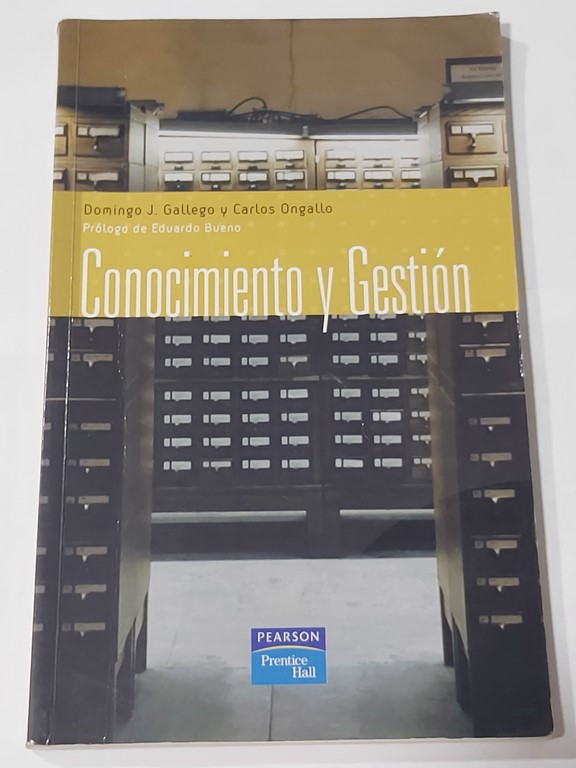 Domingo J. Gallego y Carlos Ongallo
Prólogo de Eduardo Bueno
Conocimiento y Gestión
PEARSON
Prentice
Hall